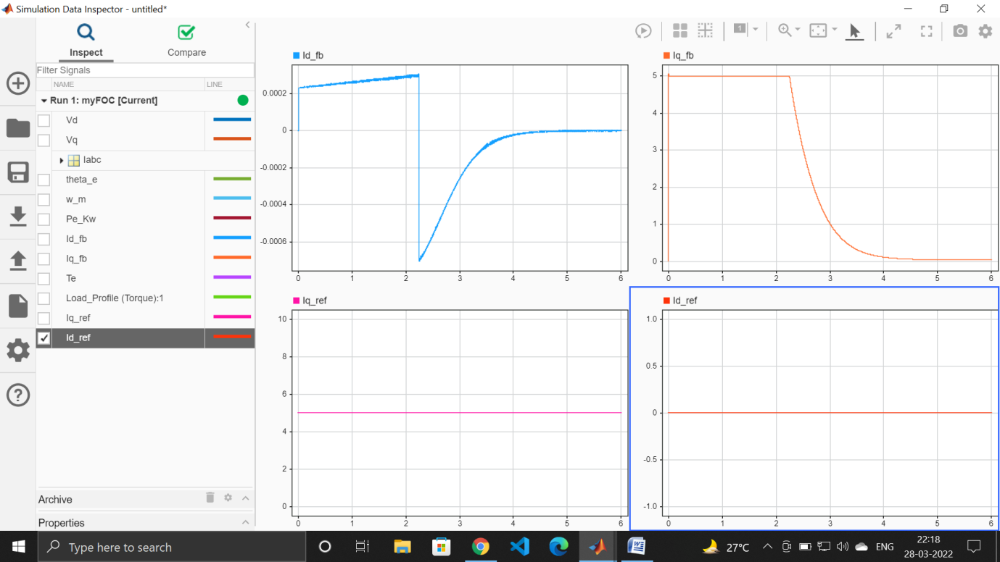 Simulation Data Inspector - untitled*
Inspect
Compare
Filter Signals
NAME
LINE
Run 1: myFOC [Current]
Vd
Vq
Iabc
theta_e
w_m
Pe_Kw
Id_fb
Iq_fb
Te
Load_Profile (Torque):1
Iq_ref
Id_ref
Archive
Properties
1
Id_fb
0.0002
0
-0.0002
-0.0004
-0.0006
0 1 2 3 4 5 6
Iq_fb
5
4
3
2
1
0
0 1 2 3 4 5 6
Iq_ref
10
8
6
4
2
0
0 1 2 3 4 5 6
Id_ref
1.0
0.5
0
-0.5
-1.0
0 1 2 3 4 5 6
Type here to search
27°C
ENG
22:18
28-03-2022